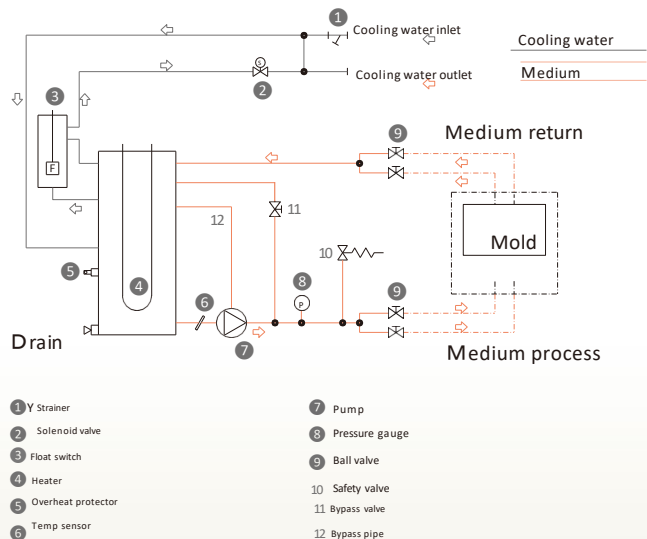 1
Cooling water inlet
Cooling water
S
Cooling water outlet
Medium
2
3
9
Medium return
F
12
11
Mold
10
5
4
6
8
P
9
7
Drain
Medium process
1 Y Strainer
2 Solenoid valve
3 Float switch
4 Heater
5 Overheat protector
6 Temp sensor
7 Pump
8 Pressure gauge
9 Ball valve
10 Safety valve
11 Bypass valve
12 Bypass pipe